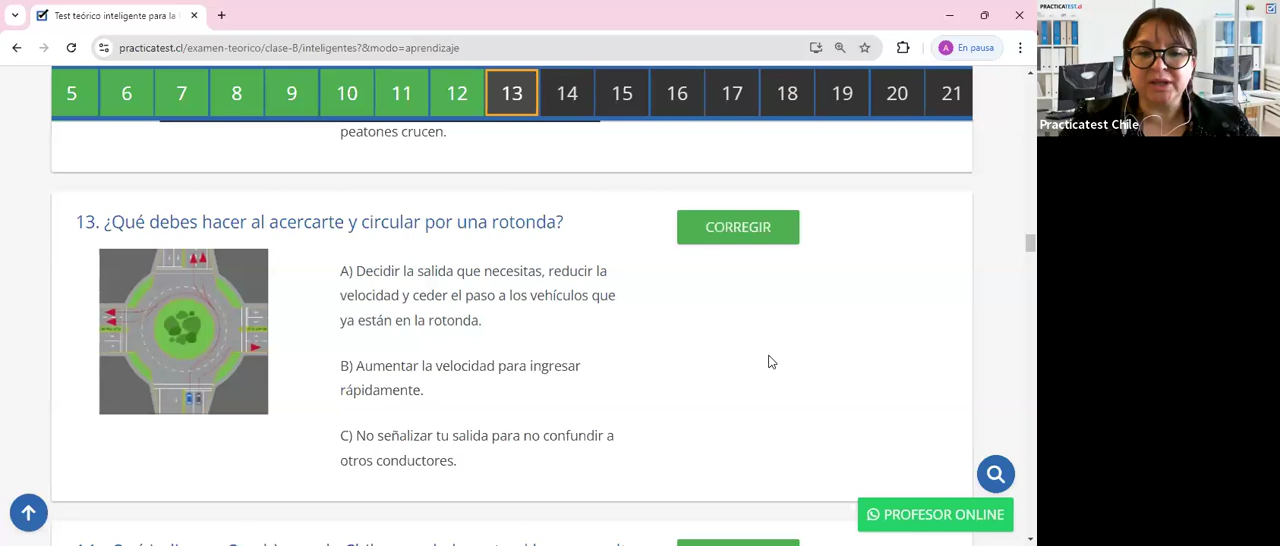 Test teórico inteligente para la
practicatest.cl/examen-teorico/clase-B/inteligentes?&modo=aprendizaje
A
En pausa
PRACTICATEST.cl
5 6 7 8 9 10 11 12 13 14 15 16 17 18 19 20 21
Practicatest Chile
peatones crucen.
13. ¿Qué debes hacer al acercarte y circular por una rotonda?
CORREGIR
A) Decidir la salida que necesitas, reducir la
velocidad y ceder el paso a los vehículos que
ya están en la rotonda.
B) Aumentar la velocidad para ingresar
rápidamente.
C) No señalizar tu salida para no confundir a
otros conductores.
PROFESOR ONLINE